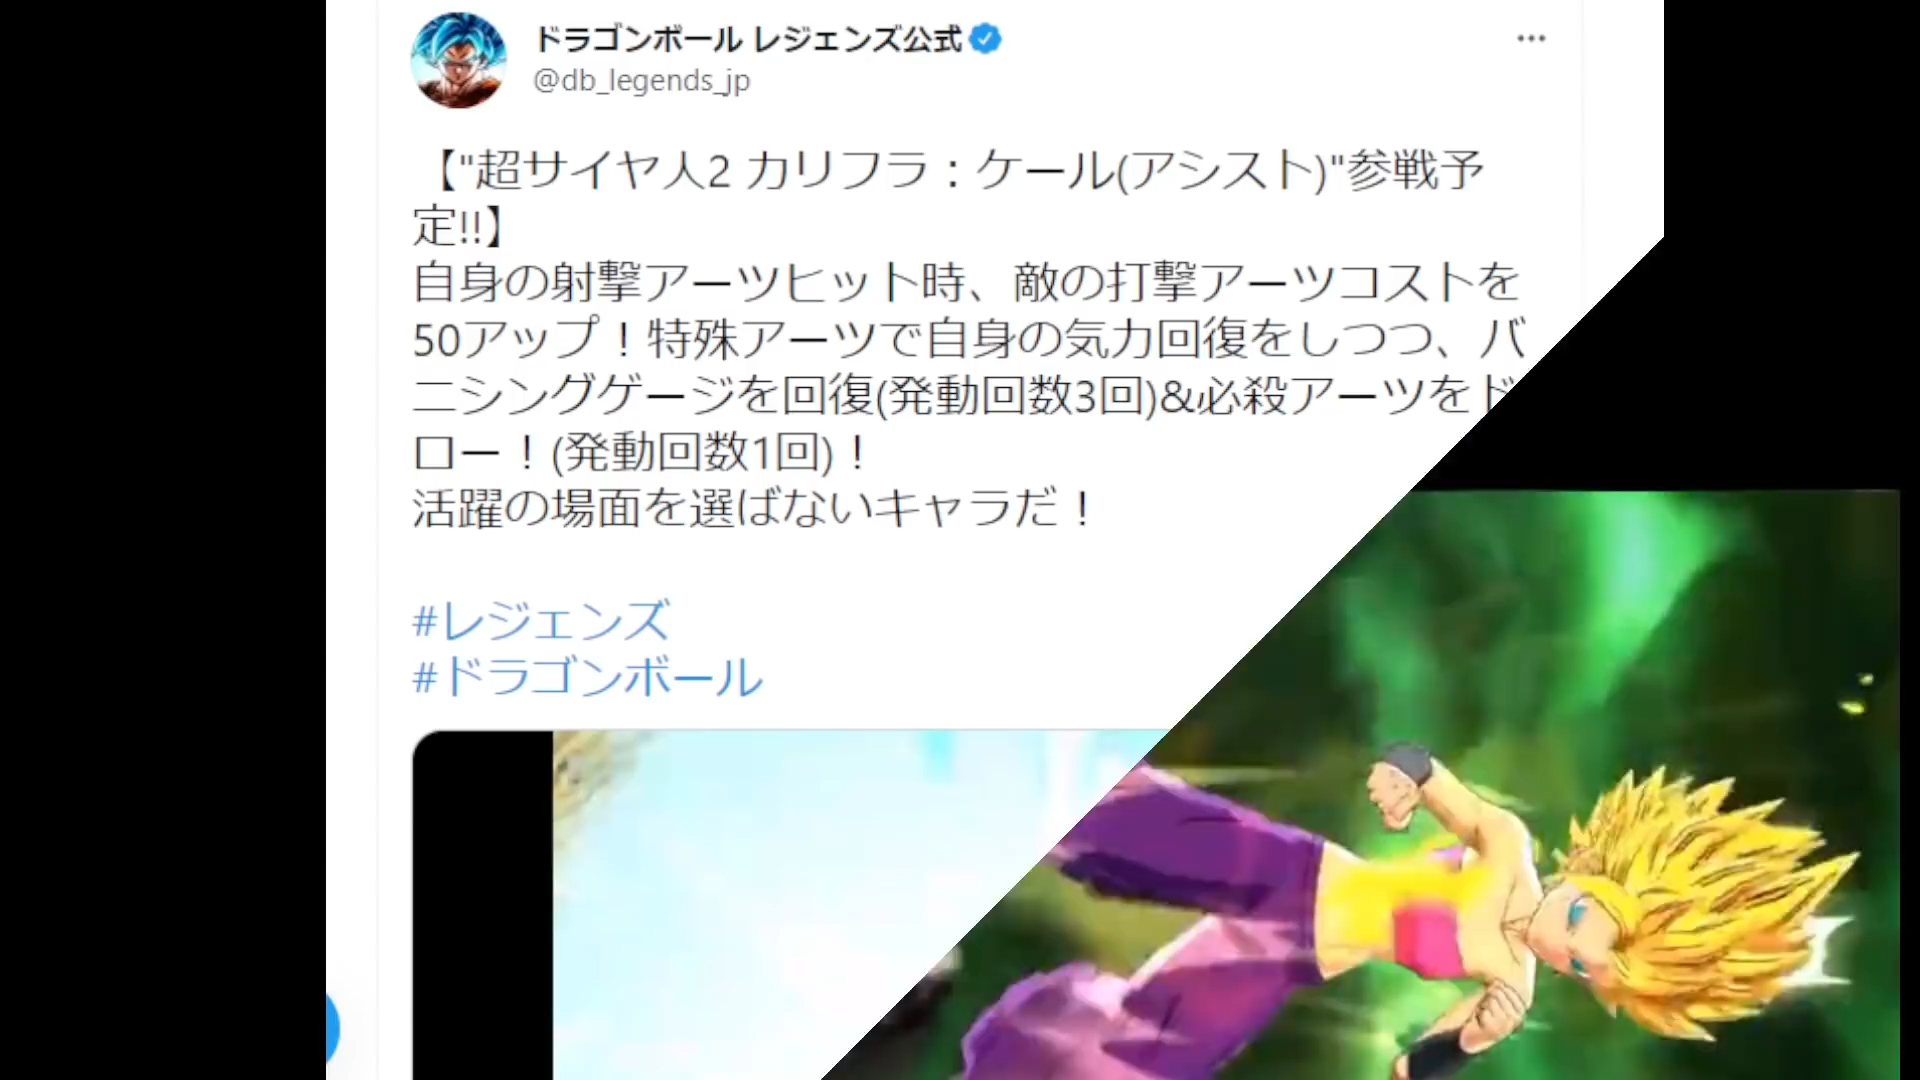 ドラゴンボール レジェンズ公式
@db_legends_jp
【"超サイヤ人2 カリフラ：ケール(アシスト)"参戦予
定!!】
自身の射撃アーツヒット時、敵の打撃アーツコストを
50アップ！特殊アーツで自身の気力回復をしつつ、バ
ニシングゲージを回復(発動回数3回)&必殺アーツをド
ロー！(発動回数1回)！
活躍の場面を選ばないキャラだ！
#レジェンズ
#ドラゴンボール